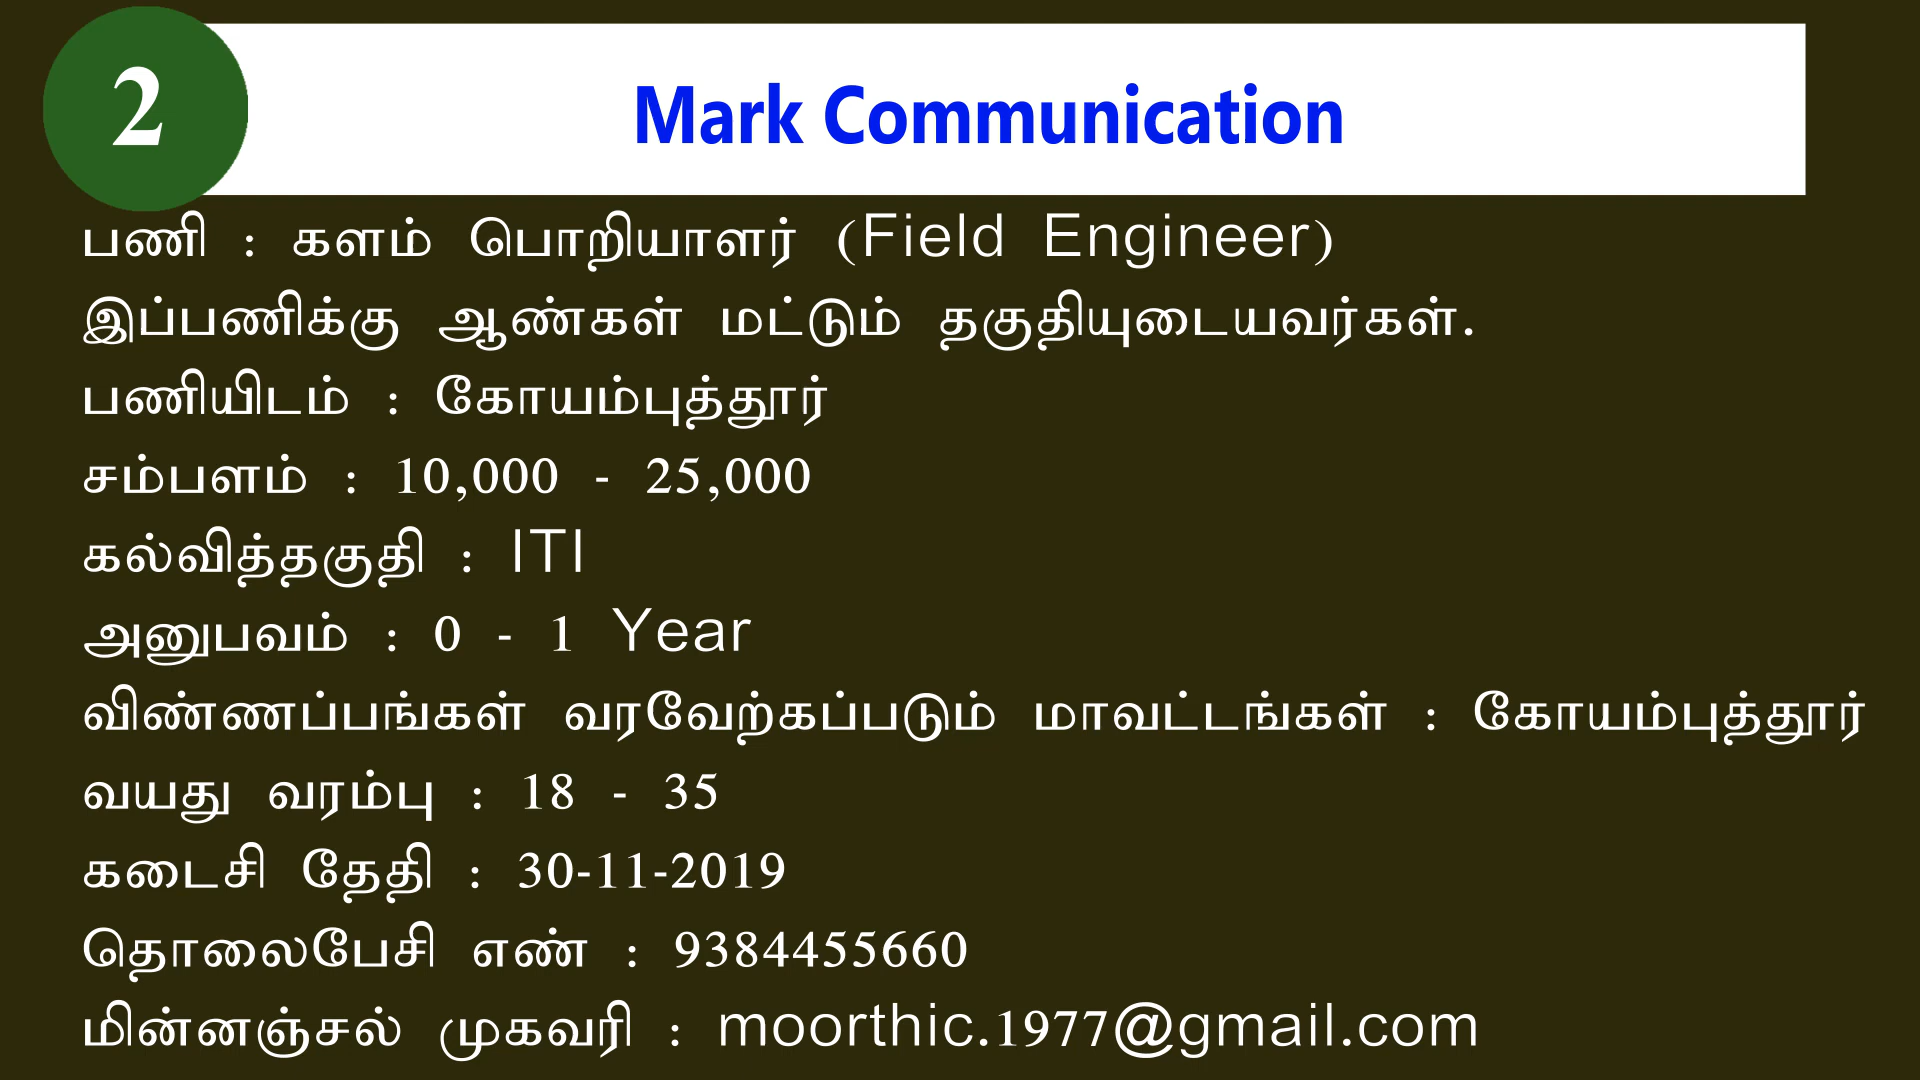 2
Mark Communication
பணி : களம் பொறியாளர் (Field Engineer)
இப்பணிக்கு ஆண்கள் மட்டும் தகுதியுடையவர்கள்.
பணியிடம் : கோயம்புத்தூர்
சம்பளம் : 10,000 - 25,000
கல்வித்தகுதி : ITI
அனுபவம் : 0 - 1 Year
விண்ணப்பங்கள் வரவேற்கப்படும் மாவட்டங்கள் : கோயம்புத்தூர்
வயது வரம்பு : 18 - 35
கடைசி தேதி : 30-11-2019
தொலைபேசி எண் : 9384455660
மின்னஞ்சல் முகவரி : moorthic.1977@gmail.com